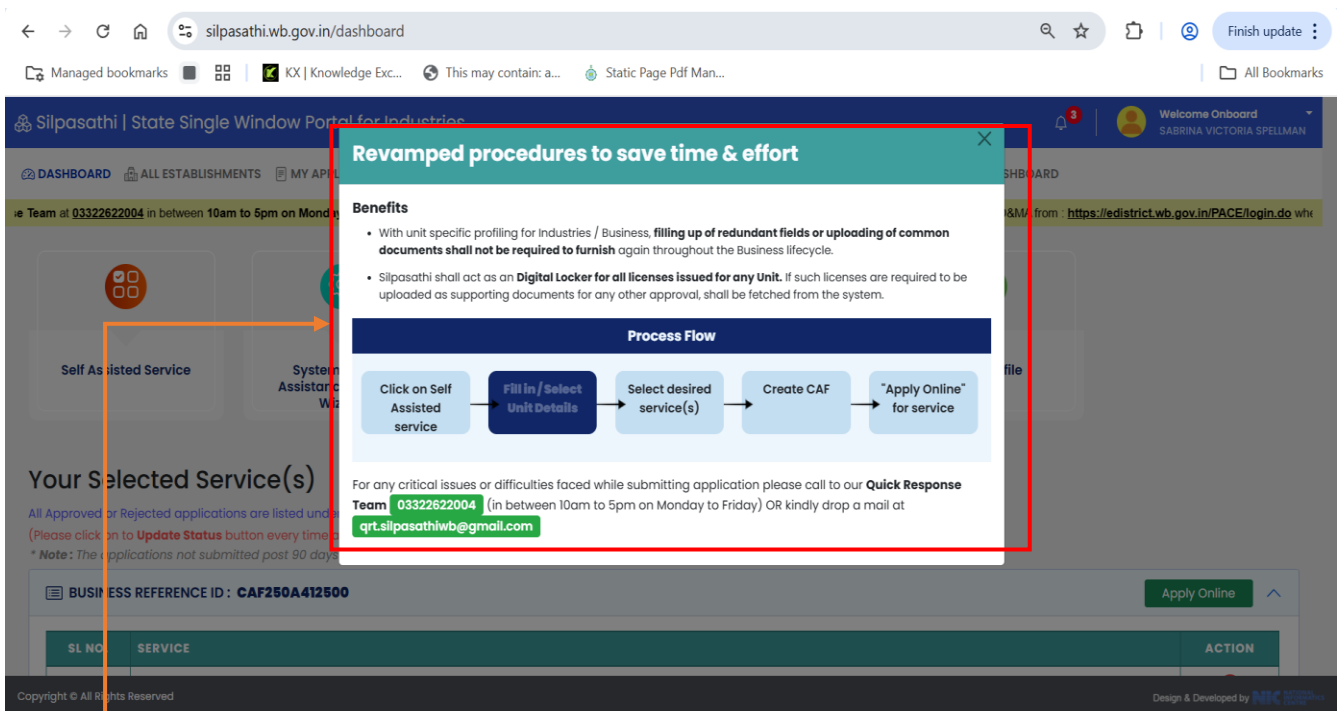 silpasathi.wb.gov.in/dashboard
Finish update
Managed bookmarks
KX | Knowledge Exc...
This may contain: a...
Static Page Pdf Man...
All Bookmarks
Silpasathi | State Single Window Portal for Industries
3
Welcome Onboard
SABRINA VICTORIA SPELLMAN
DASHBOARD
ALL ESTABLISHMENTS
MY APPL
SHBOARD
se Team at 03322622004 in between 10am to 5pm on Monday
&MA from : https://edistrict.wb.gov.in/PACE/login.do whe
Revamped procedures to save time & effort
Benefits
• With unit specific profiling for Industries / Business, filling up of redundant fields or uploading of common
documents shall not be required to furnish again throughout the Business lifecycle.
• Silpasathi shall act as an Digital Locker for all licenses issued for any Unit. If such licenses are required to be
uploaded as supporting documents for any other approval, shall be fetched from the system.
Process Flow
Click on Self
Assisted
service
Fill in / Select
Unit Details
Select desired
service(s)
Create CAF
"Apply Online"
for service
For any critical issues or difficulties faced while submitting application please call to our Quick Response
Team 03322622004 (in between 10am to 5pm on Monday to Friday) OR kindly drop a mail at
qrt.silpasathiwb@gmail.com
Self Assisted Service
System
Assistanc
Wiz
file
Your Selected Service(s)
All Approved or Rejected applications are listed unde
(Please click on to Update Status button every time
* Note : The applications not submitted post 90 days
BUSINESS REFERENCE ID : CAF250A412500
Apply Online
SL NO.
SERVICE
ACTION
Copyright © All Rights Reserved
Design & Developed by NIC